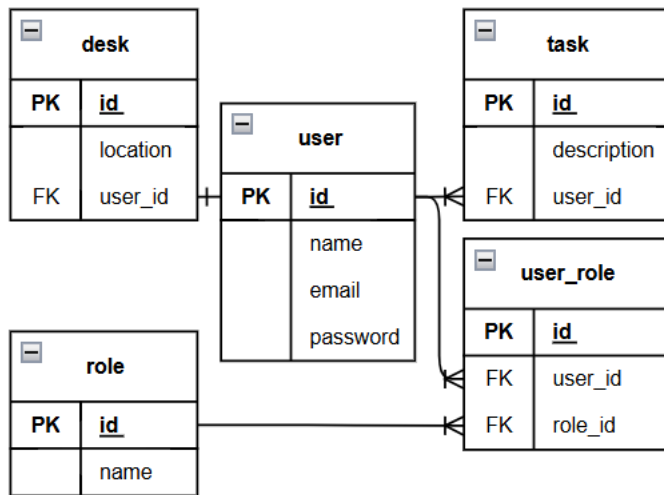 desk
PK id
location
FK user_id
user
PK id
name
email
password
task
PK id
description
FK user_id
user_role
PK id
FK user_id
FK role_id
role
PK id
name